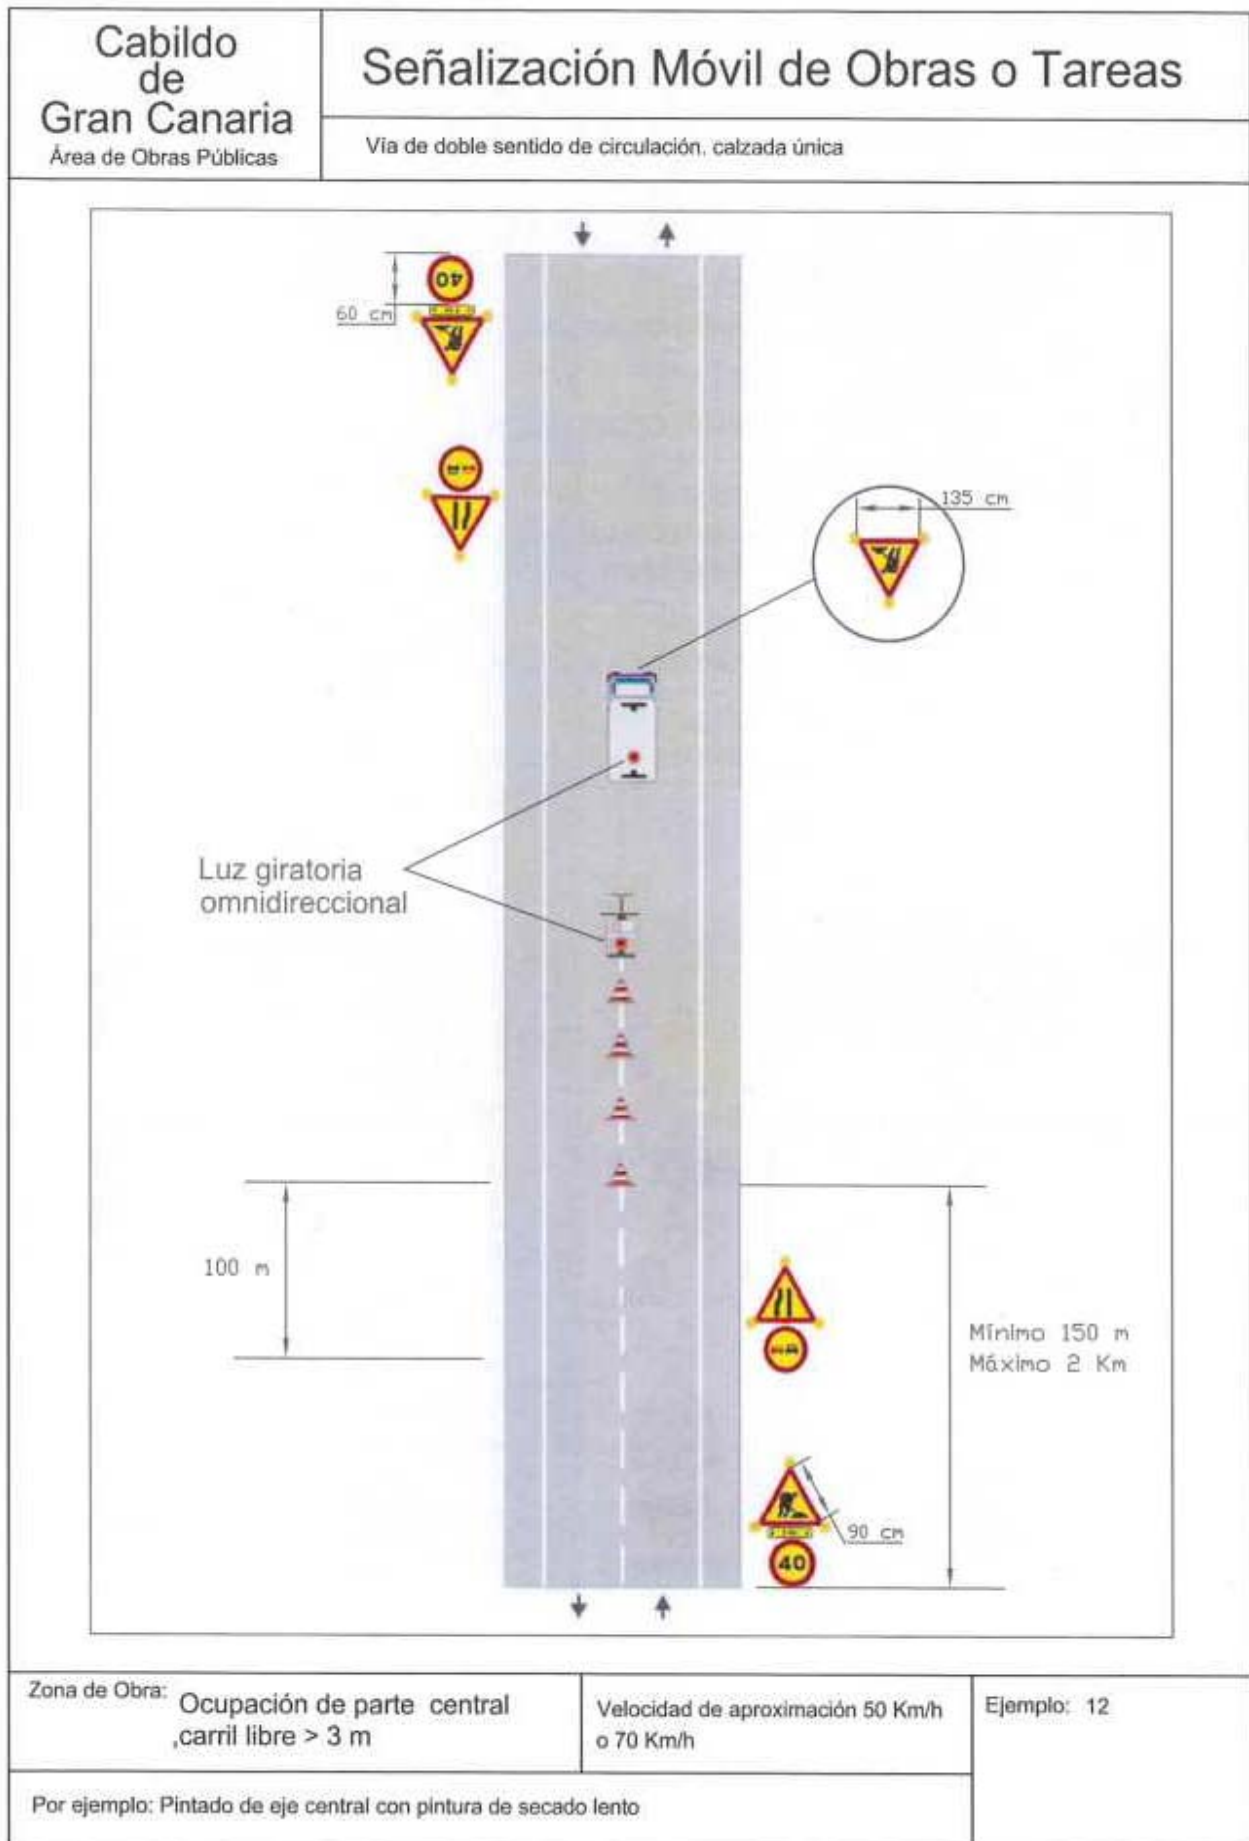 Cabildo
de
Gran Canaria
Área de Obras Públicas
Señalización Móvil de Obras o Tareas
Vía de doble sentido de circulación. calzada única
40
60 cm
135 cm
Luz giratoria
omnidireccional
100 m
Mínimo 150 m
Máximo 2 Km
90 cm
40
Zona de Obra: Ocupación de parte central
,carril libre > 3 m
Velocidad de aproximación 50 Km/h
o 70 Km/h
Ejemplo: 12
Por ejemplo: Pintado de eje central con pintura de secado lento